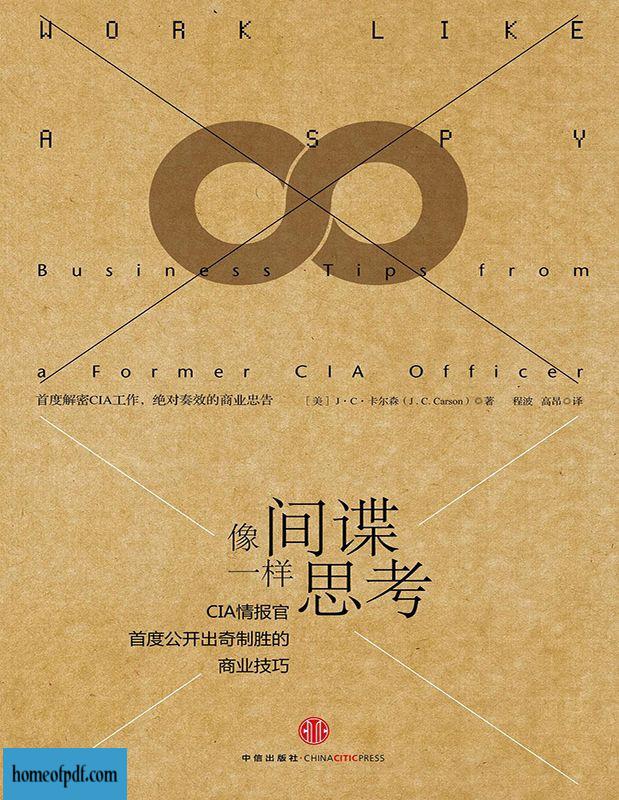 WORK LIKE
A SPY
Business Tips from
a Former CIA Officer
首度解密CIA工作，绝对奏效的商业忠告 ［美］J·C·卡尔森（J.C.Carson）◎著 程波 高昂◎译
像间谍
一样思考
CIA情报官
首度公开出奇制胜的
商业技巧
中信出版社·CHINACITICPRESS
homeofpdf.com